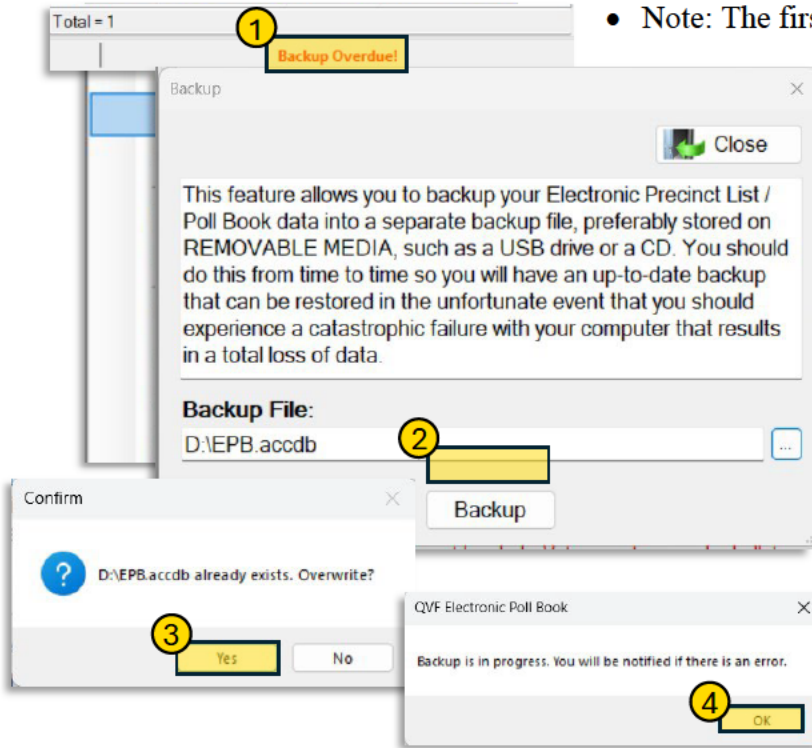 Total = 1
• Note: The firs
1
Backup Overdue!
Backup
Close
This feature allows you to backup your Electronic Precinct List /
Poll Book data into a separate backup file, preferably stored on
REMOVABLE MEDIA, such as a USB drive or a CD. You should
do this from time to time so you will have an up-to-date backup
that can be restored in the unfortunate event that you should
experience a catastrophic failure with your computer that results
in a total loss of data.
Backup File:
D:\EPB.accdb
2
...
Backup
Confirm
D:\EPB.accdb already exists. Overwrite?
3
Yes
No
QVF Electronic Poll Book
Backup is in progress. You will be notified if there is an error.
4
OK